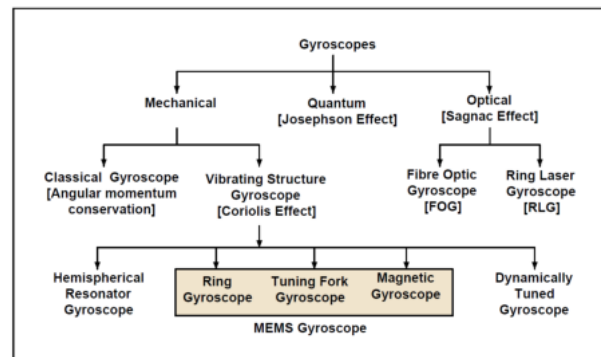 Gyroscopes
Mechanical
Quantum
[Josephson Effect]
Optical
[Sagnac Effect]
Classical Gyroscope
[Angular momentum
conservation]
Vibrating Structure
Gyroscope
[Coriolis Effect]
Fibre Optic
Gyroscope
[FOG]
Ring Laser
Gyroscope
[RLG]
Hemispherical
Resonator
Gyroscope
Ring
Gyroscope
Tuning Fork
Gyroscope
Magnetic
Gyroscope
Dynamically
Tuned
Gyroscope
MEMS Gyroscope